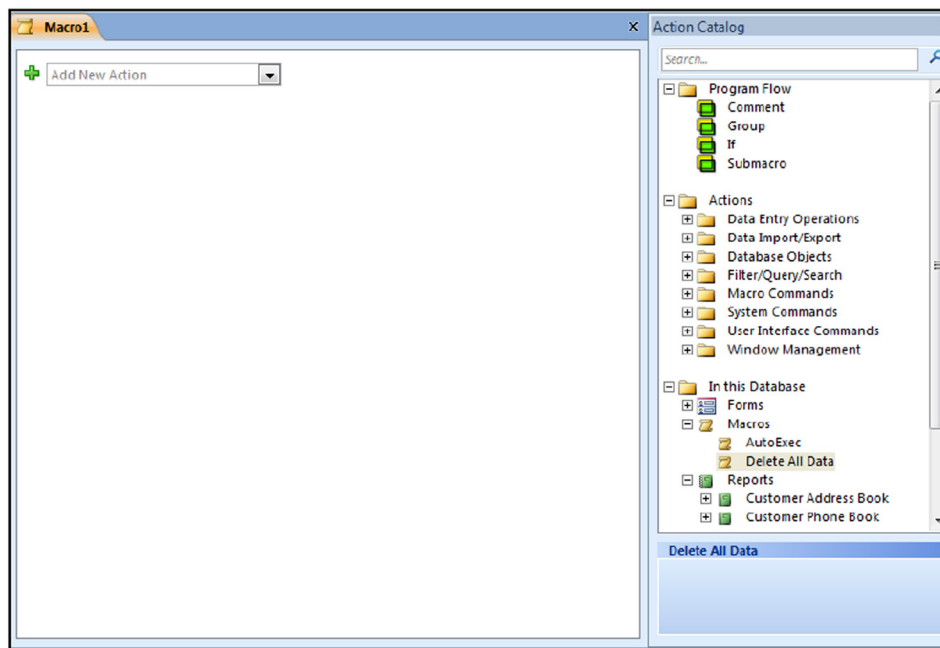 Macro1
Add New Action
Action Catalog
Search...
Program Flow
Comment
Group
If
Submacro
Actions
Data Entry Operations
Data Import/Export
Database Objects
Filter/Query/Search
Macro Commands
System Commands
User Interface Commands
Window Management
In this Database
Forms
Macros
AutoExec
Delete All Data
Reports
Customer Address Book
Customer Phone Book
Delete All Data